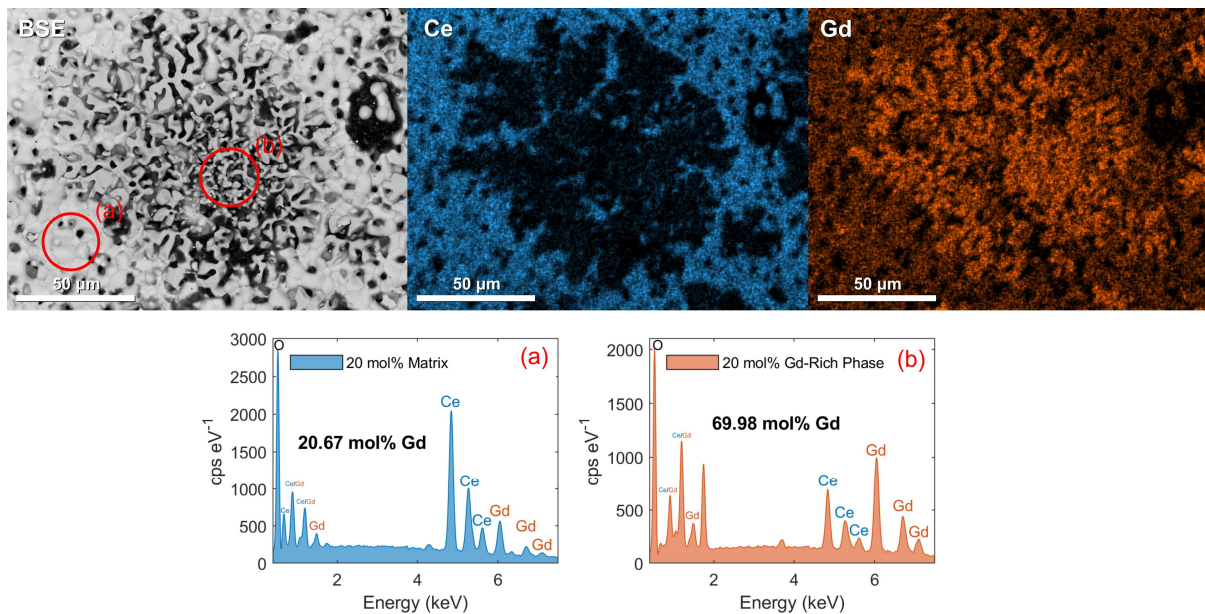 BSE
Ce
Gd
(b)
(a)
50 µm
50 µm
50 µm
3000
2500
2000
1500
1000
500
0
cps eV⁻¹
O
20 mol% Matrix
(a)
20.67 mol% Gd
Ce
Ce/Gd
Ce/Gd
Gd
Ce
Ce
Ce
Gd
Gd
Gd
2
4
6
Energy (keV)
2000
1500
1000
500
0
cps eV⁻¹
O
20 mol% Gd-Rich Phase
(b)
69.98 mol% Gd
Ce/Gd
Ce/Gd
Gd
Ce
Ce
Ce
Gd
Gd
Gd
2
4
6
Energy (keV)